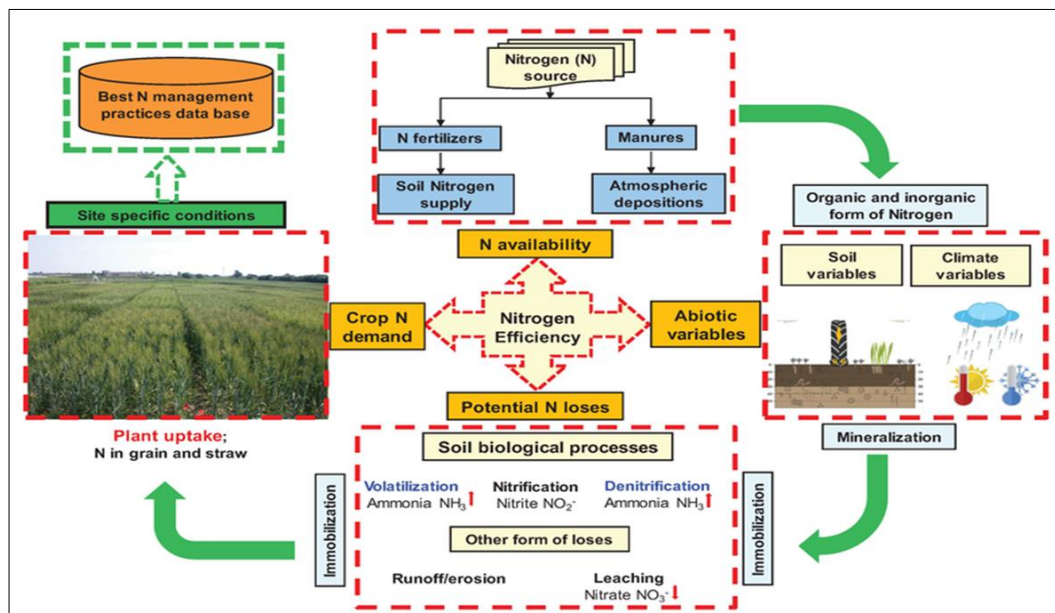 Best N management
practices data base
Site specific conditions
Nitrogen (N)
source
N fertilizers
Manures
Soil Nitrogen
supply
Atmospheric
depositions
N availability
Organic and inorganic
form of Nitrogen
Soil
variables
Climate
variables
Crop N
demand
Nitrogen
Efficiency
Abiotic
variables
Potential N loses
Plant uptake;
N in grain and straw
Mineralization
Immobilization
Soil biological processes
Volatilization
Ammonia NH₃
Nitrification
Nitrite NO₂⁻
Denitrification
Ammonia NH₃
Other form of loses
Runoff/erosion
Leaching
Nitrate NO₃⁻
Immobilization